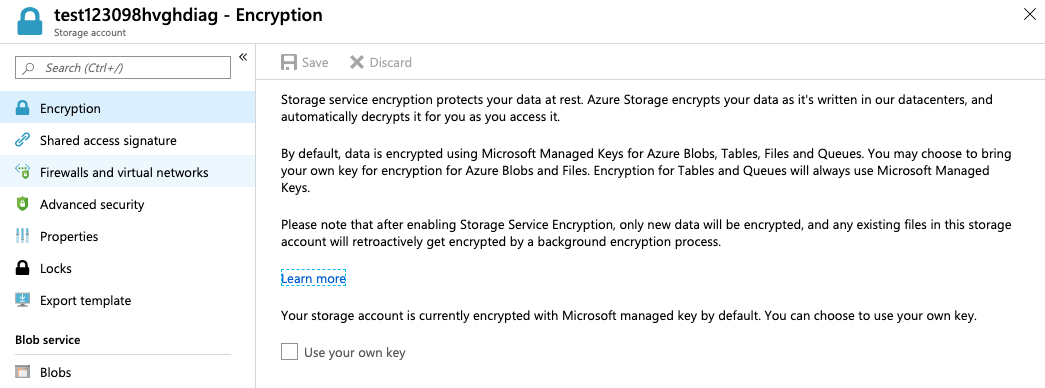 test123098hvghdiag - Encryption
Storage account
Search (Ctrl+/)
«
Encryption
Shared access signature
Firewalls and virtual networks
Advanced security
Properties
Locks
Export template
Blob service
Blobs
Save
Discard
Storage service encryption protects your data at rest. Azure Storage encrypts your data as it's written in our datacenters, and
automatically decrypts it for you as you access it.
By default, data is encrypted using Microsoft Managed Keys for Azure Blobs, Tables, Files and Queues. You may choose to bring
your own key for encryption for Azure Blobs and Files. Encryption for Tables and Queues will always use Microsoft Managed
Keys.
Please note that after enabling Storage Service Encryption, only new data will be encrypted, and any existing files in this storage
account will retroactively get encrypted by a background encryption process.
Learn more
Your storage account is currently encrypted with Microsoft managed key by default. You can choose to use your own key.
Use your own key